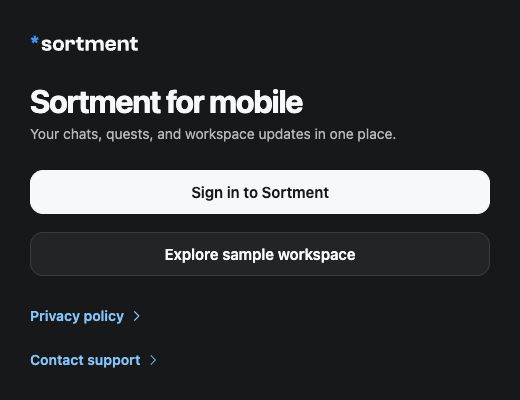 *sortment
Sortment for mobile
Your chats, quests, and workspace updates in one place.
Sign in to Sortment
Explore sample workspace
Privacy policy
Contact support